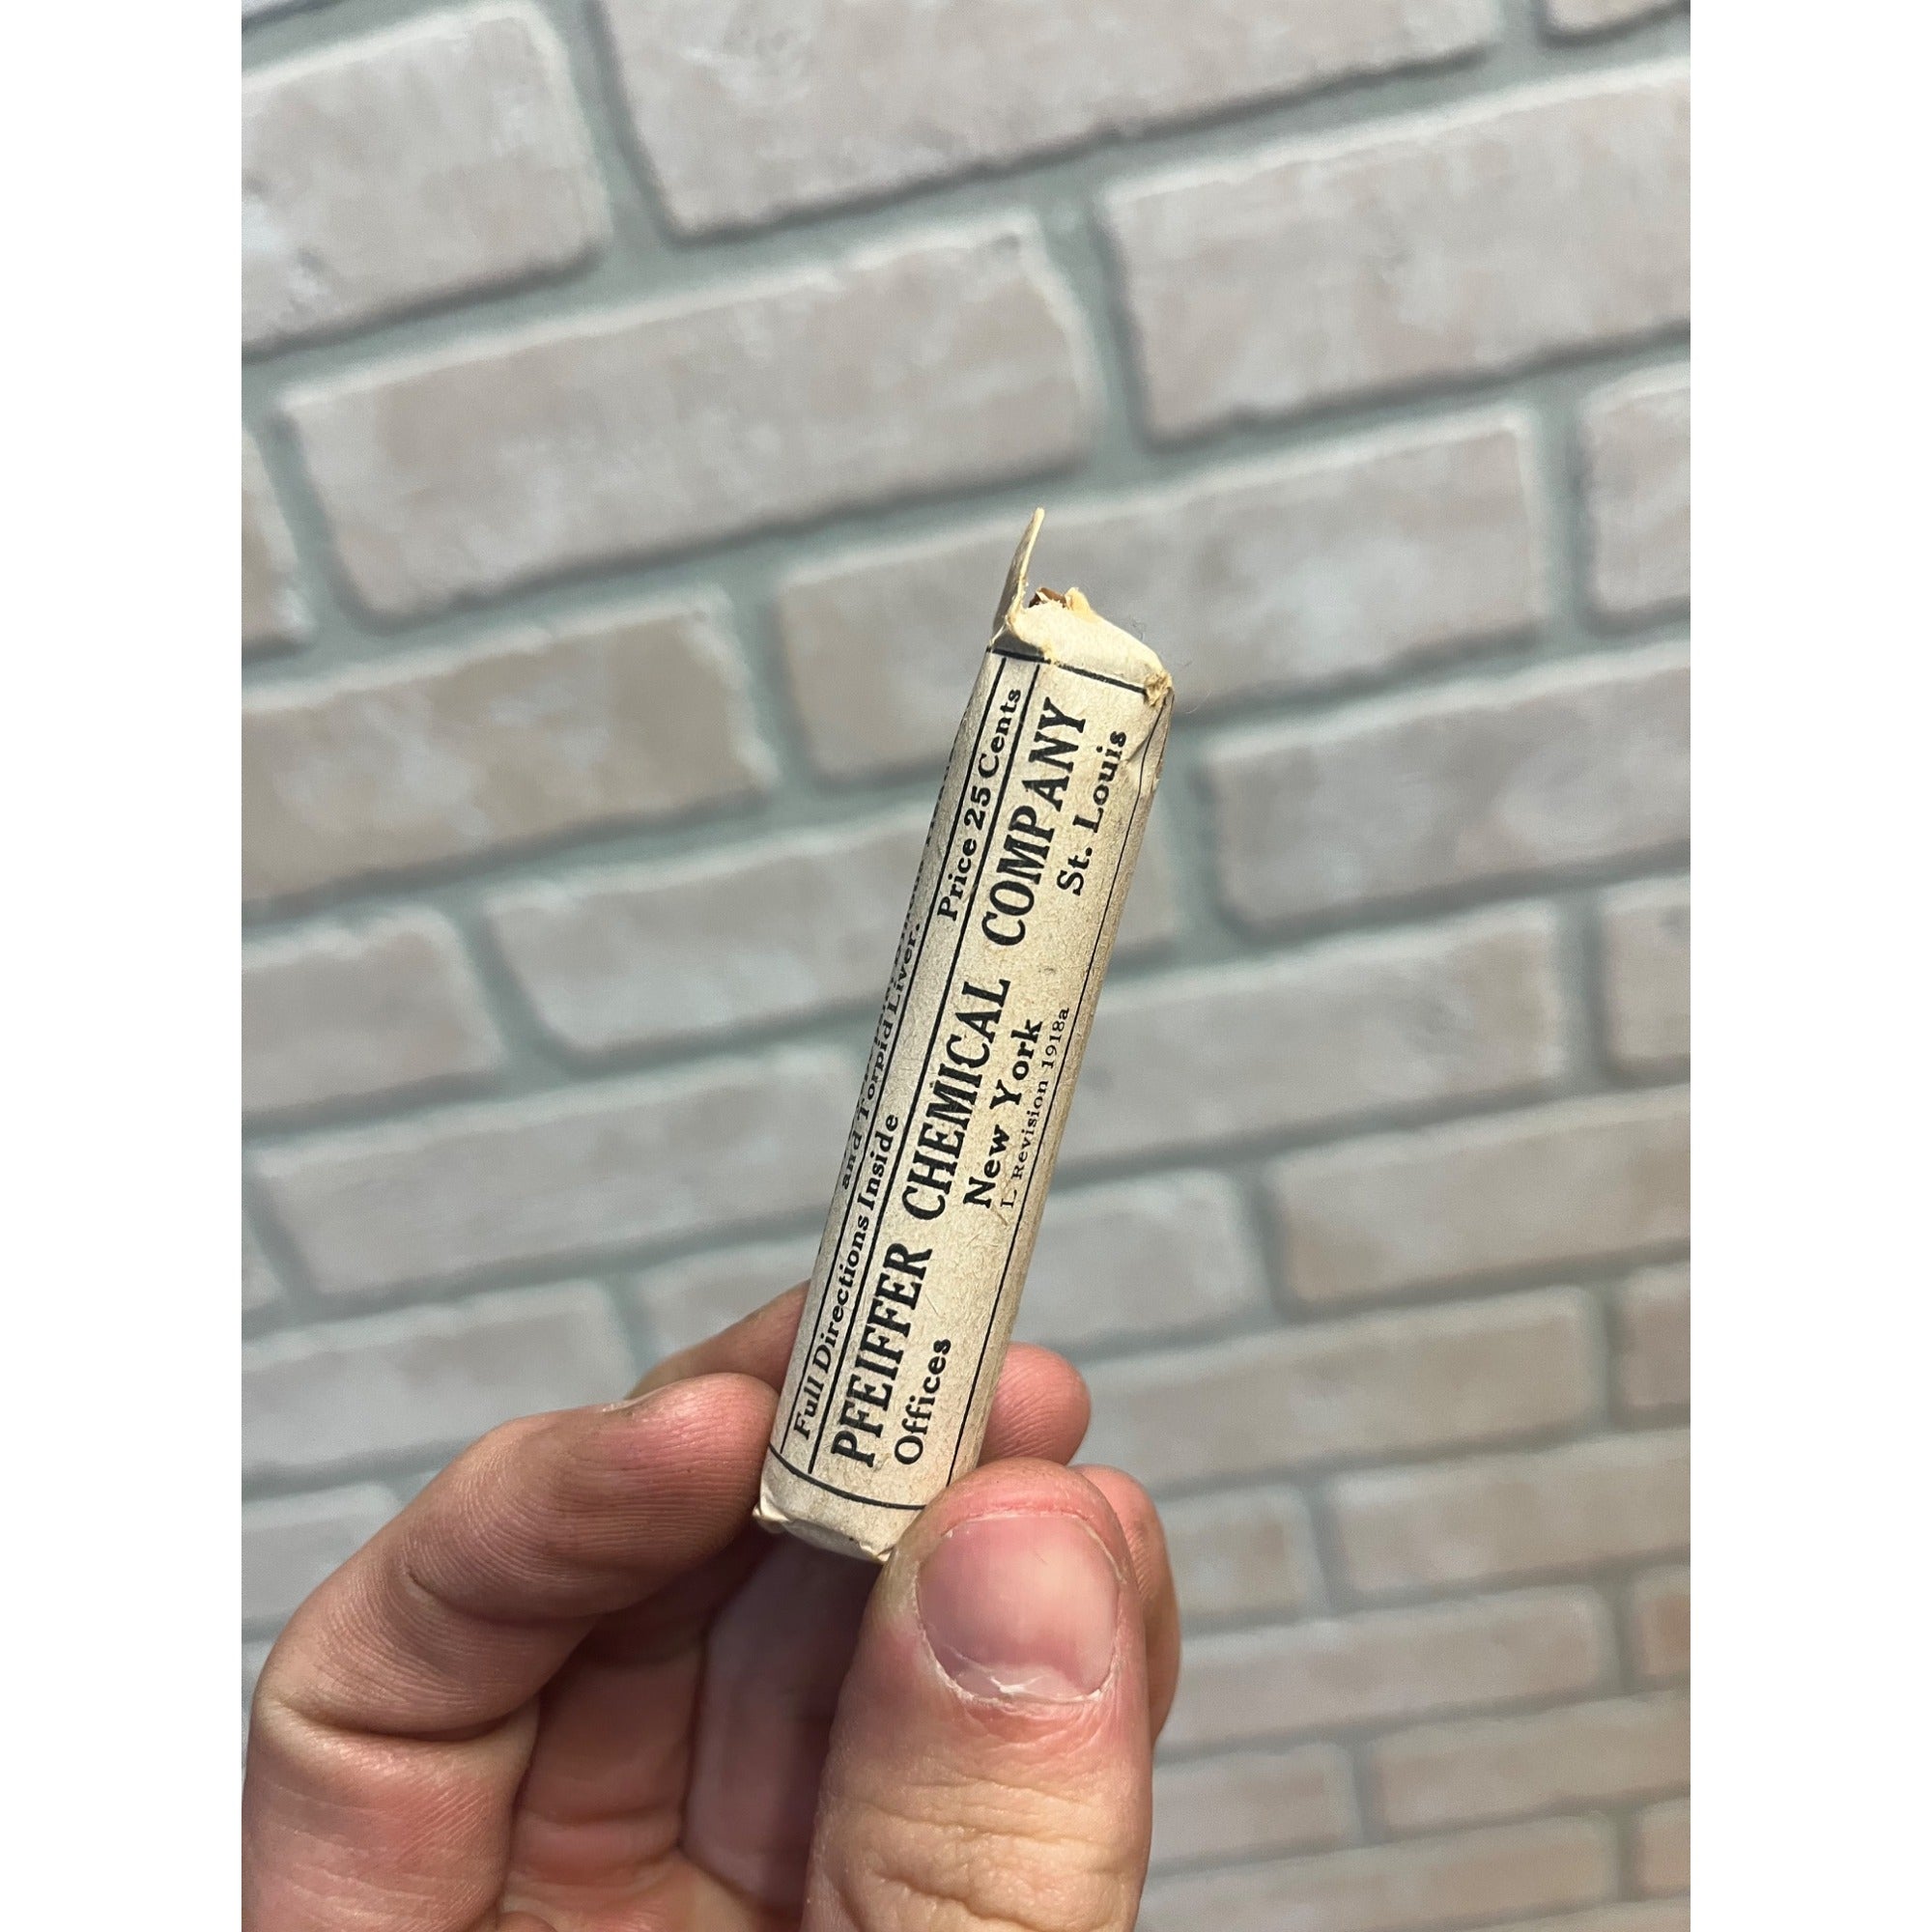 and Torpid Liver.
Full Directions Inside Price 25 Cents
PFEIFFER CHEMICAL COMPANY
Offices New York St. Louis
L Revision 1918a